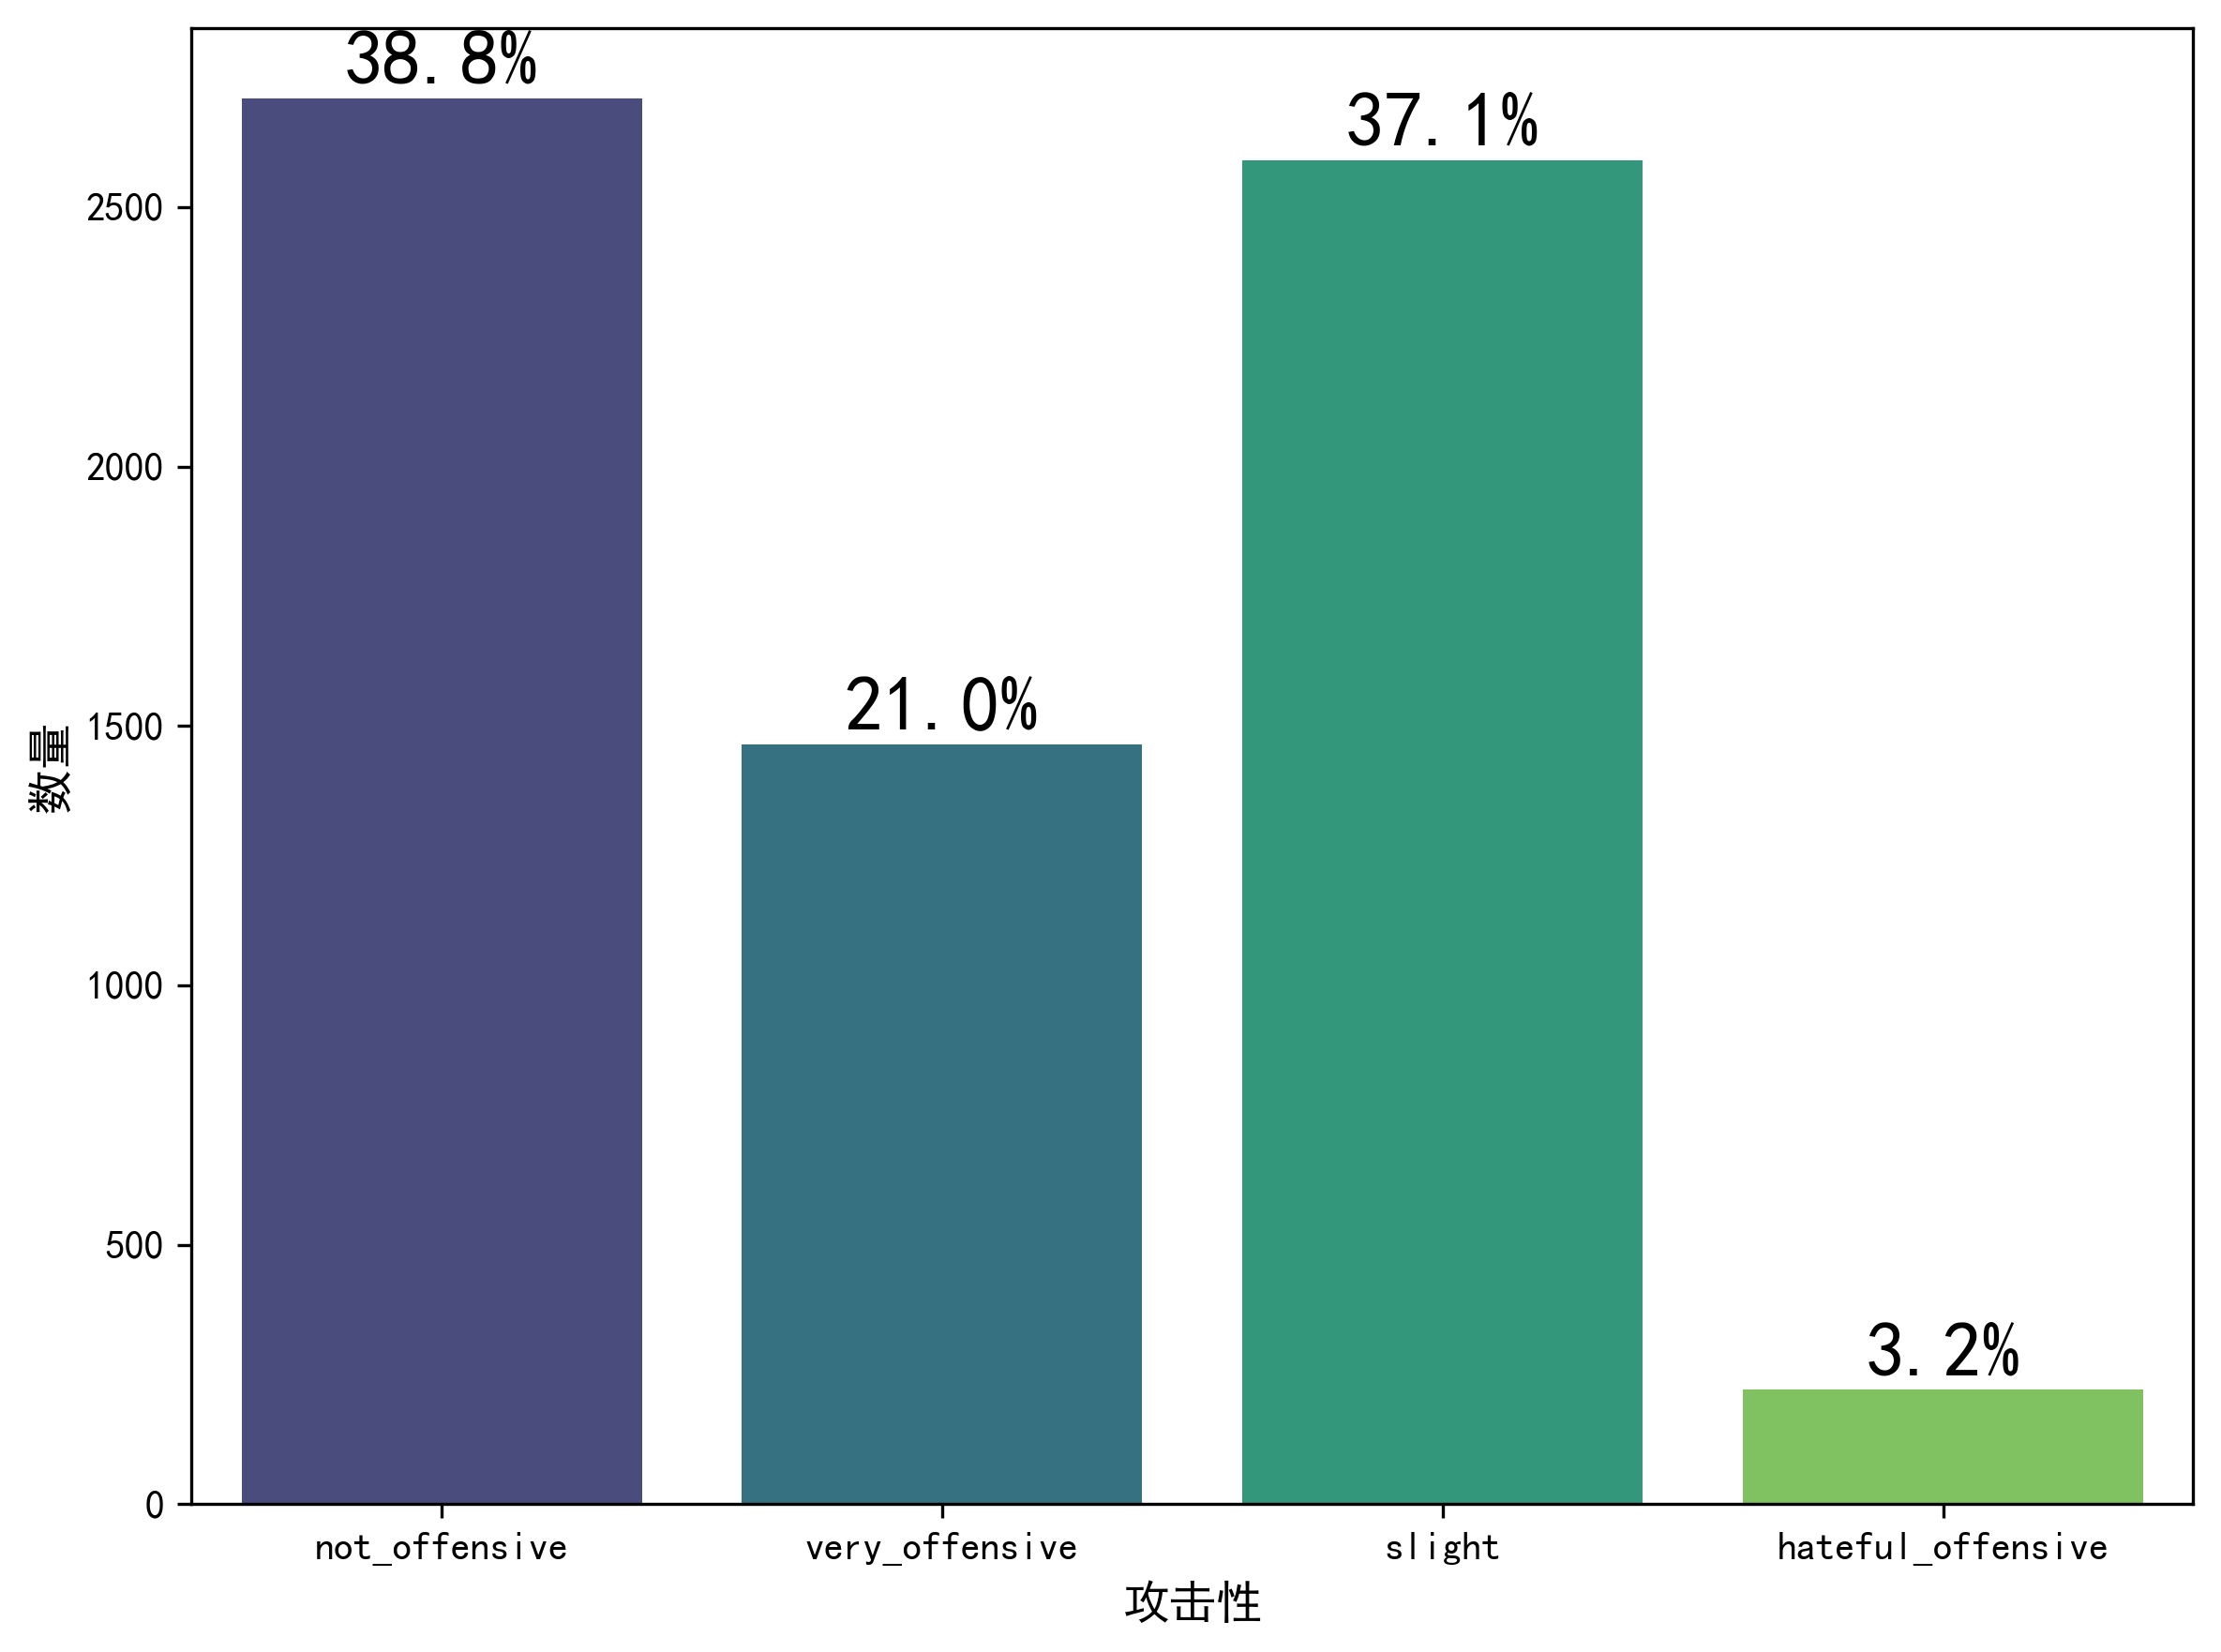 38.8%
37.1%
21.0%
3.2%
2500
2000
1500
1000
500
0
数量
not_offensive
very_offensive
slight
hateful_offensive
攻击性